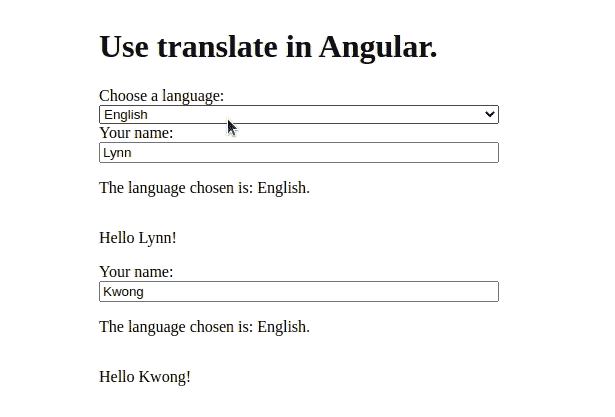 Use translate in Angular.
Choose a language:
English
Your name:
Lynn
The language chosen is: English.
Hello Lynn!
Your name:
Kwong
The language chosen is: English.
Hello Kwong!